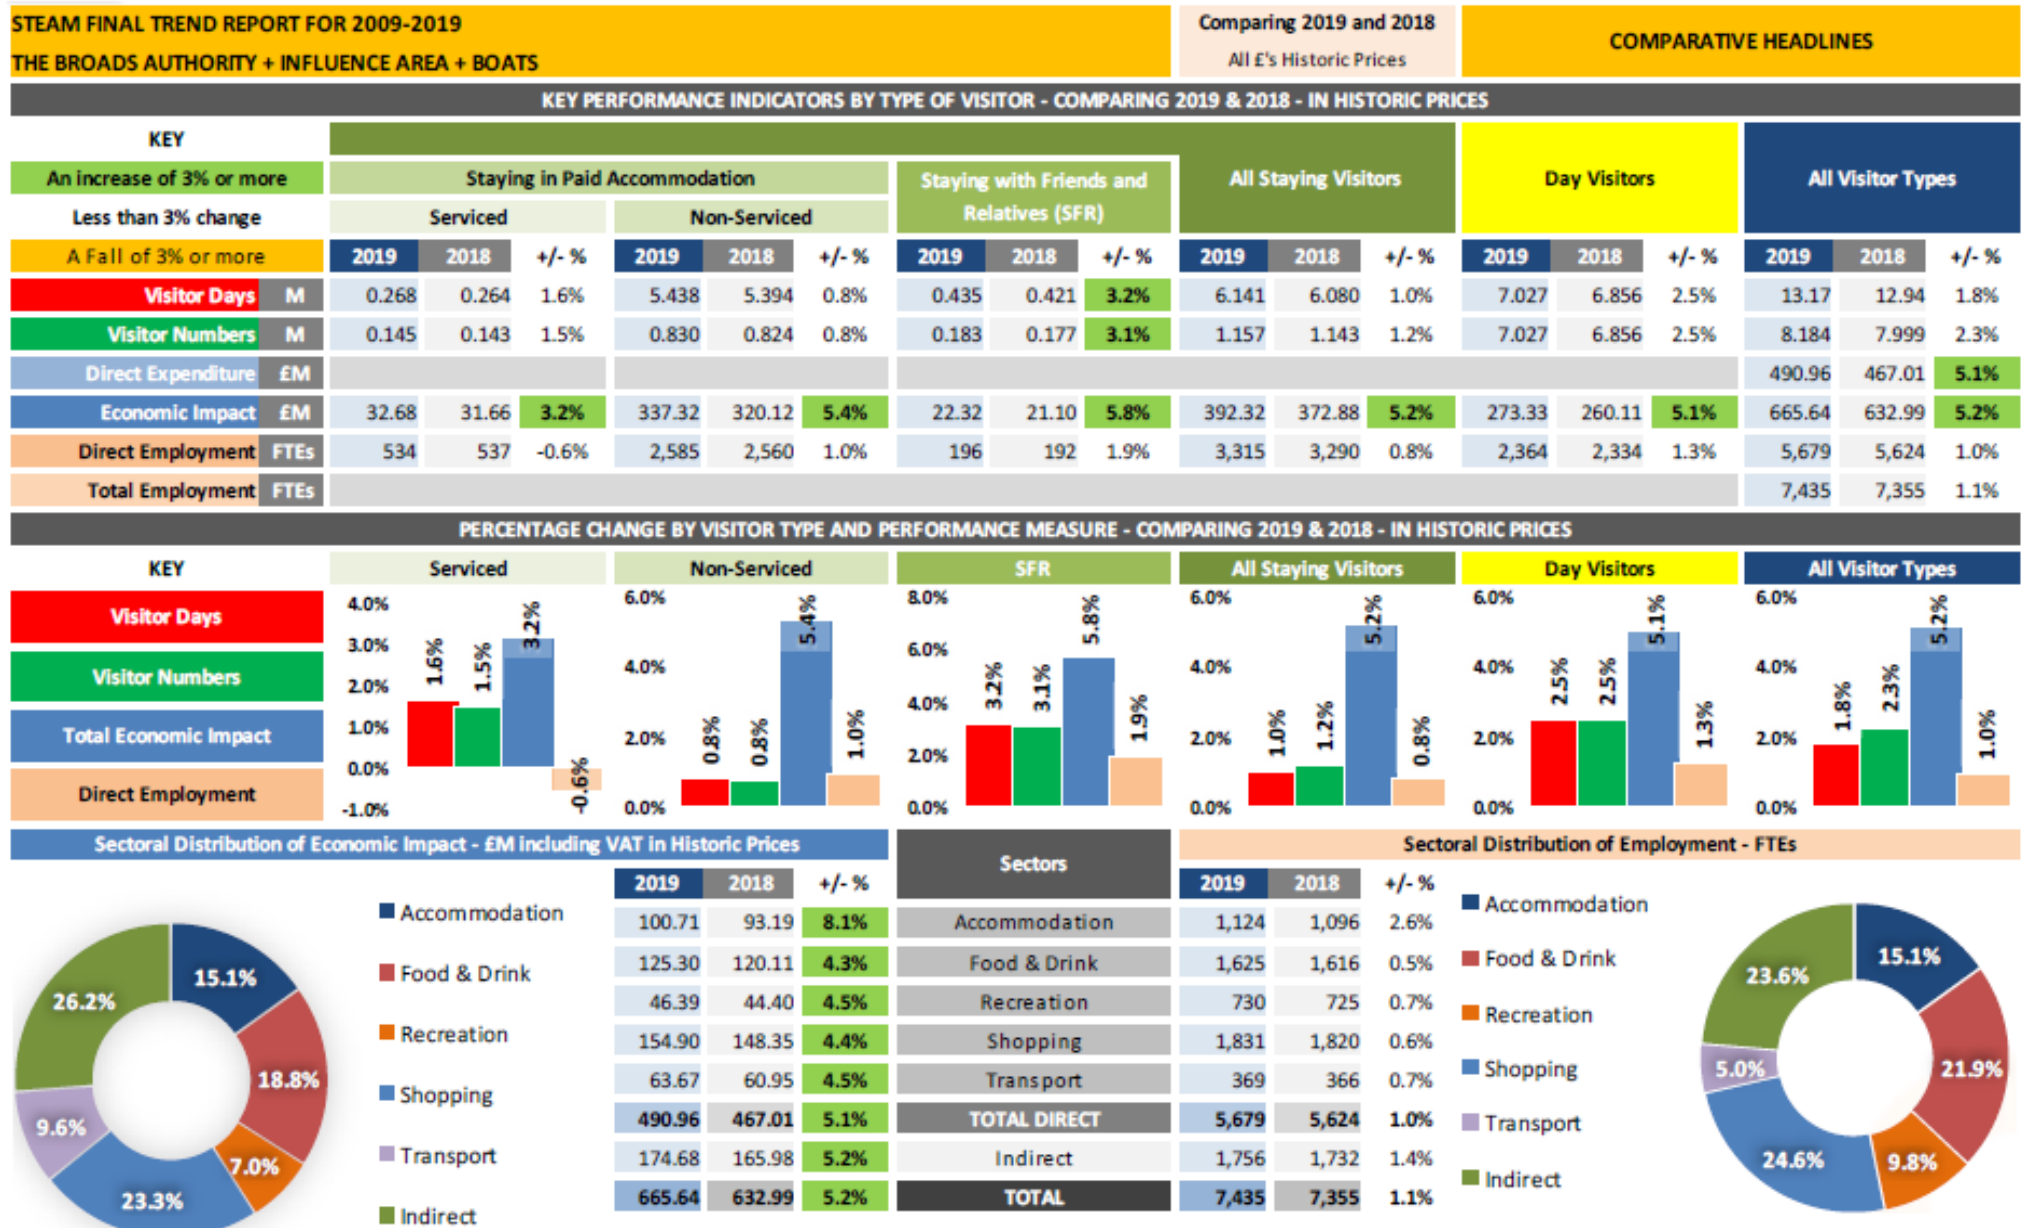 STEAM FINAL TREND REPORT FOR 2009-2019
THE BROADS AUTHORITY + INFLUENCE AREA + BOATS
Comparing 2019 and 2018
All £'s Historic Prices
COMPARATIVE HEADLINES
KEY PERFORMANCE INDICATORS BY TYPE OF VISITOR - COMPARING 2019 & 2018 - IN HISTORIC PRICES
KEY
An increase of 3% or more
Less than 3% change
A Fall of 3% or more
Staying in Paid Accommodation
Serviced
Non-Serviced
Staying with Friends and
Relatives (SFR)
All Staying Visitors
Day Visitors
All Visitor Types
2019 2018 +/- % 2019 2018 +/- % 2019 2018 +/- % 2019 2018 +/- % 2019 2018 +/- % 2019 2018 +/- %
Visitor Days M 0.268 0.264 1.6% 5.438 5.394 0.8% 0.435 0.421 3.2% 6.141 6.080 1.0% 7.027 6.856 2.5% 13.17 12.94 1.8%
Visitor Numbers M 0.145 0.143 1.5% 0.830 0.824 0.8% 0.183 0.177 3.1% 1.157 1.143 1.2% 7.027 6.856 2.5% 8.184 7.999 2.3%
Direct Expenditure £M 490.96 467.01 5.1%
Economic Impact £M 32.68 31.66 3.2% 337.32 320.12 5.4% 22.32 21.10 5.8% 392.32 372.88 5.2% 273.33 260.11 5.1% 665.64 632.99 5.2%
Direct Employment FTEs 534 537 -0.6% 2,585 2,560 1.0% 196 192 1.9% 3,315 3,290 0.8% 2,364 2,334 1.3% 5,679 5,624 1.0%
Total Employment FTEs 7,435 7,355 1.1%
PERCENTAGE CHANGE BY VISITOR TYPE AND PERFORMANCE MEASURE - COMPARING 2019 & 2018 - IN HISTORIC PRICES
KEY
Visitor Days
Visitor Numbers
Total Economic Impact
Direct Employment
Serviced
4.0%
3.0%
2.0%
1.0%
0.0%
-1.0%
1.6% 1.5% 3.2% -0.6%
Non-Serviced
6.0%
4.0%
2.0%
0.0%
0.8% 0.8% 5.4% 1.0%
SFR
8.0%
6.0%
4.0%
2.0%
0.0%
3.2% 3.1% 5.8% 1.9%
All Staying Visitors
6.0%
4.0%
2.0%
0.0%
1.0% 1.2% 5.2% 0.8%
Day Visitors
6.0%
4.0%
2.0%
0.0%
2.5% 2.5% 5.1% 1.3%
All Visitor Types
6.0%
4.0%
2.0%
0.0%
1.8% 2.3% 5.2% 1.0%
Sectoral Distribution of Economic Impact - £M including VAT in Historic Prices
Sectors
Sectoral Distribution of Employment - FTEs
15.1%
18.8%
7.0%
23.3%
9.6%
26.2%
Accommodation
Food & Drink
Recreation
Shopping
Transport
Indirect
2019 2018 +/- % 2019 2018 +/- %
100.71 93.19 8.1% Accommodation 1,124 1,096 2.6%
125.30 120.11 4.3% Food & Drink 1,625 1,616 0.5%
46.39 44.40 4.5% Recreation 730 725 0.7%
154.90 148.35 4.4% Shopping 1,831 1,820 0.6%
63.67 60.95 4.5% Transport 369 366 0.7%
490.96 467.01 5.1% TOTAL DIRECT 5,679 5,624 1.0%
174.68 165.98 5.2% Indirect 1,756 1,732 1.4%
665.64 632.99 5.2% TOTAL 7,435 7,355 1.1%
Accommodation
Food & Drink
Recreation
Shopping
Transport
Indirect
15.1%
21.9%
9.8%
24.6%
5.0%
23.6%